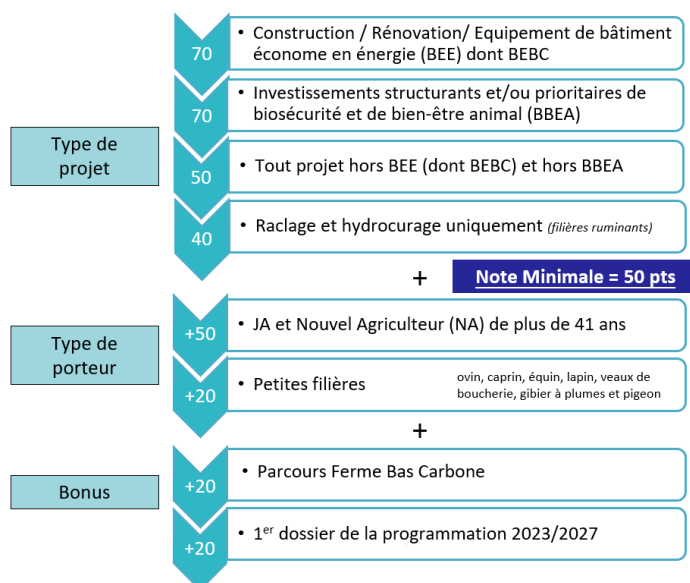 70
• Construction / Rénovation/ Equipement de bâtiment
économe en énergie (BEE) dont BEBC
70
• Investissements structurants et/ou prioritaires de
biosécurité et de bien-être animal (BBEA)
Type de
projet
50
• Tout projet hors BEE (dont BEBC) et hors BBEA
40
• Raclage et hydrocurage uniquement (filières ruminants)
+
Note Minimale = 50 pts
Type de
porteur
+50
• JA et Nouvel Agriculteur (NA) de plus de 41 ans
+20
• Petites filières
ovin, caprin, équin, lapin, veaux de
boucherie, gibier à plumes et pigeon
+
Bonus
+20
• Parcours Ferme Bas Carbone
+20
• 1er dossier de la programmation 2023/2027